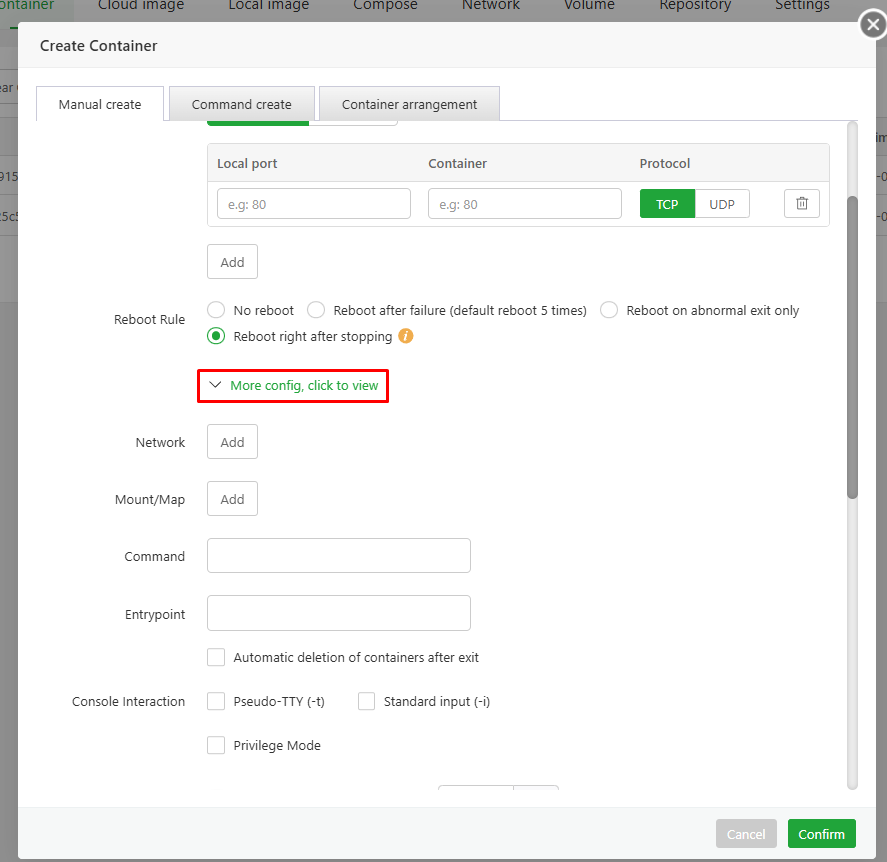 ontainer Cloud image Local image Compose Network Volume Repository Settings
Create Container
Manual create Command create Container arrangement
Local port Container Protocol
e.g: 80 e.g: 80 TCP UDP
Add
Reboot Rule No reboot Reboot after failure (default reboot 5 times) Reboot on abnormal exit only
Reboot right after stopping i
More config, click to view
Network Add
Mount/Map Add
Command
Entrypoint
Automatic deletion of containers after exit
Console Interaction Pseudo-TTY (-t) Standard input (-i)
Privilege Mode
Cancel Confirm